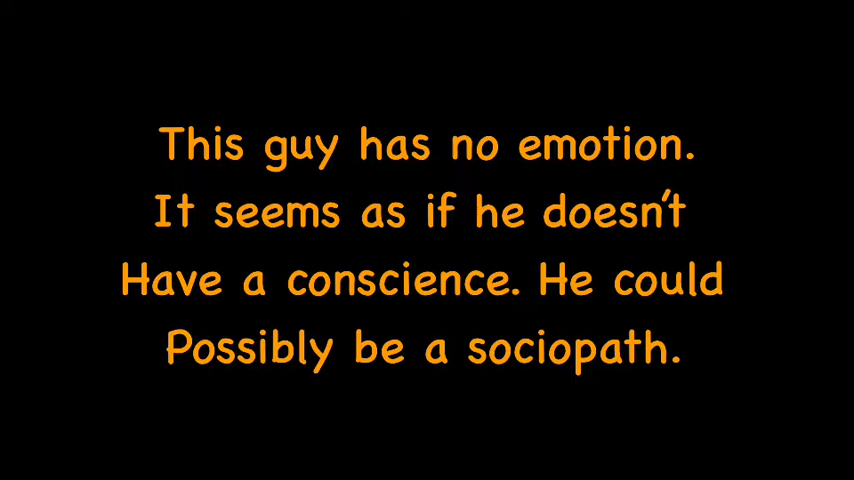 This guy has no emotion.
It seems as if he doesn't
Have a conscience. He could
Possibly be a sociopath.